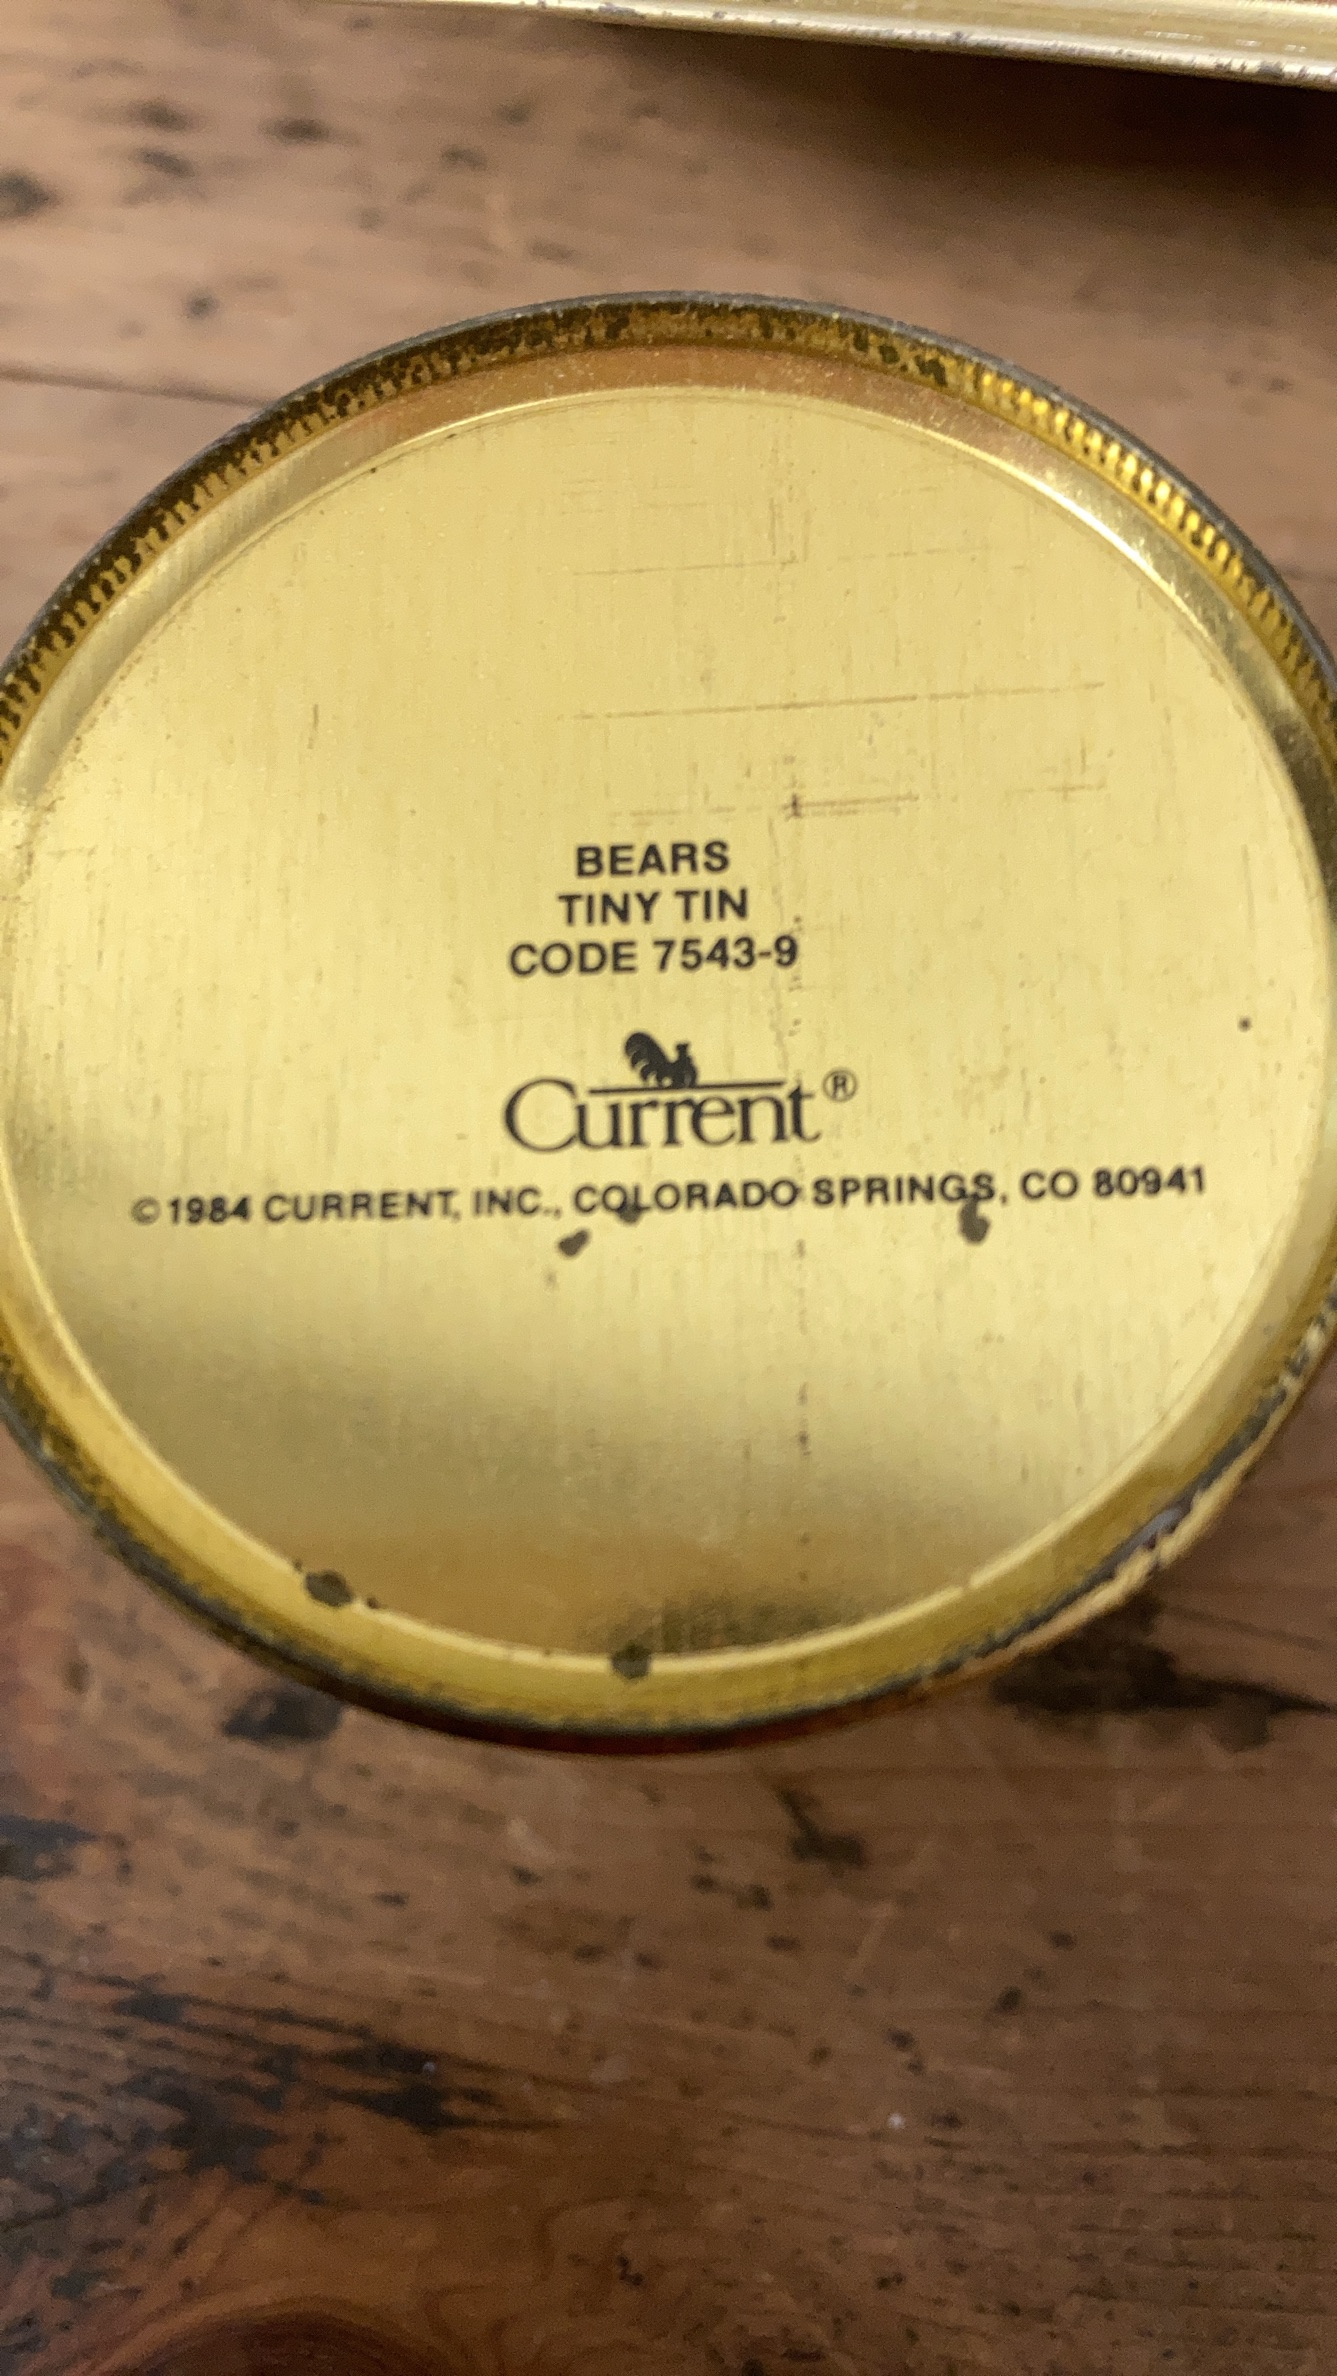 BEARS
TINY TIN
CODE 7543-9
Current®
©1984 CURRENT, INC., COLORADO SPRINGS, CO 80941